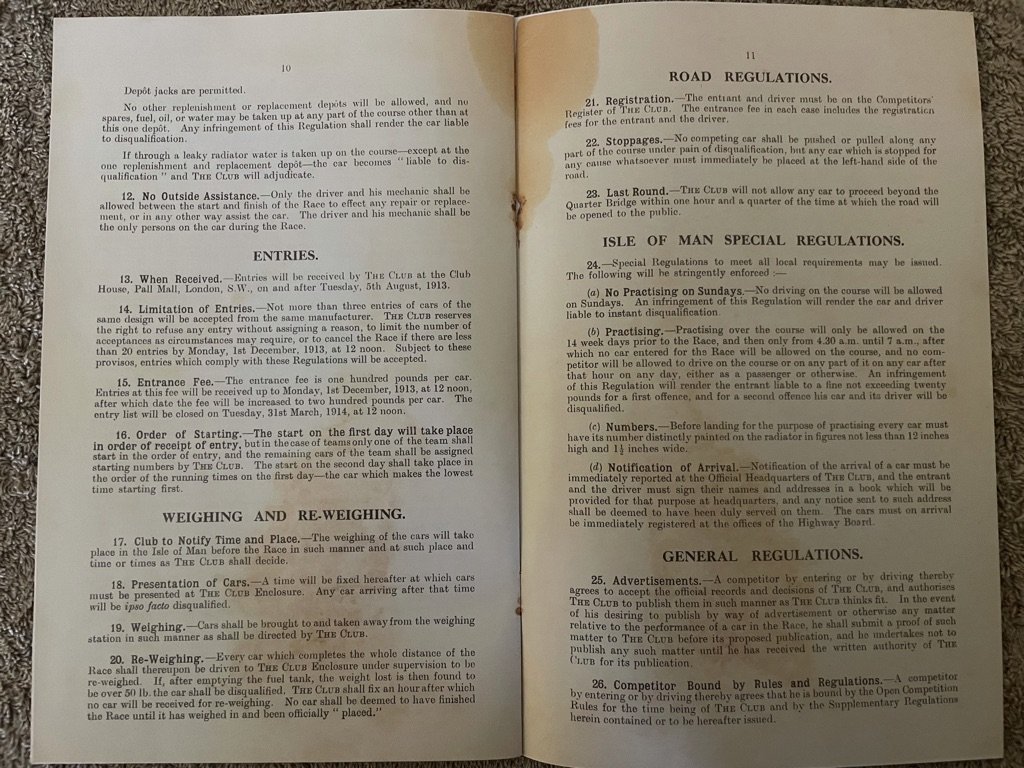 10
Depôt jacks are permitted.
No other replenishment or replacement depôts will be allowed, and no
spares, fuel, oil, or water may be taken up at any part of the course other than at
this one depôt. Any infringement of this Regulation shall render the car liable
to disqualification.
If through a leaky radiator water is taken up on the course—except at the
one replenishment and replacement depôt—the car becomes “ liable to dis-
qualification ” and THE CLUB will adjudicate.
12. No Outside Assistance.—Only the driver and his mechanic shall be
allowed between the start and finish of the Race to effect any repair or replace-
ment, or in any other way assist the car. The driver and his mechanic shall be
the only persons on the car during the Race.
ENTRIES.
13. When Received.—Entries will be received by THE CLUB at the Club
House, Pall Mall, London, S.W., on and after Tuesday, 5th August, 1913.
14. Limitation of Entries.—Not more than three entries of cars of the
same design will be accepted from the same manufacturer. THE CLUB reserves
the right to refuse any entry without assigning a reason, to limit the number of
acceptances as circumstances may require, or to cancel the Race if there are less
than 20 entries by Monday, 1st December, 1913, at 12 noon. Subject to these
provisos, entries which comply with these Regulations will be accepted.
15. Entrance Fee.—The entrance fee is one hundred pounds per car.
Entries at this fee will be received up to Monday, 1st December, 1913, at 12 noon,
after which date the fee will be increased to two hundred pounds per car. The
entry list will be closed on Tuesday, 31st March, 1914, at 12 noon.
16. Order of Starting.—The start on the first day will take place
in order of receipt of entry, but in the case of teams only one of the team shall
start in the order of entry, and the remaining cars of the team shall be assigned
starting numbers by THE CLUB. The start on the second day shall take place in
the order of the running times on the first day—the car which makes the lowest
time starting first.
WEIGHING AND RE-WEIGHING.
17. Club to Notify Time and Place.—The weighing of the cars will take
place in the Isle of Man before the Race in such manner and at such place and
time or times as THE CLUB shall decide.
18. Presentation of Cars.—A time will be fixed hereafter at which cars
must be presented at THE CLUB Enclosure. Any car arriving after that time
will be ipso facto disqualified.
19. Weighing.—Cars shall be brought to and taken away from the weighing
station in such manner as shall be directed by THE CLUB.
20. Re-Weighing.—Every car which completes the whole distance of the
Race shall thereupon be driven to THE CLUB Enclosure under supervision to be
re-weighed. If, after emptying the fuel tank, the weight lost is then found to
be over 50 lb. the car shall be disqualified. THE CLUB shall fix an hour after which
no car will be received for re-weighing. No car shall be deemed to have finished
the Race until it has weighed in and been officially “ placed.”
11
ROAD REGULATIONS.
21. Registration.—The entrant and driver must be on the Competitors'
Register of THE CLUB. The entrance fee in each case includes the registration
fees for the entrant and the driver.
22. Stoppages.—No competing car shall be pushed or pulled along any
part of the course under pain of disqualification, but any car which is stopped for
any cause whatsoever must immediately be placed at the left-hand side of the
road.
23. Last Round.—THE CLUB will not allow any car to proceed beyond the
Quarter Bridge within one hour and a quarter of the time at which the road will
be opened to the public.
ISLE OF MAN SPECIAL REGULATIONS.
24.—Special Regulations to meet all local requirements may be issued.
The following will be stringently enforced :—
(a) No Practising on Sundays.—No driving on the course will be allowed
on Sundays. An infringement of this Regulation will render the car and driver
liable to instant disqualification.
(b) Practising.—Practising over the course will only be allowed on the
14 week days prior to the Race, and then only from 4.30 a.m. until 7 a.m., after
which no car entered for the Race will be allowed on the course, and no com-
petitor will be allowed to drive on the course or on any part of it on any car after
that hour on any day, either as a passenger or otherwise. An infringement
of this Regulation will render the entrant liable to a fine not exceeding twenty
pounds for a first offence, and for a second offence his car and its driver will be
disqualified.
(c) Numbers.—Before landing for the purpose of practising every car must
have its number distinctly painted on the radiator in figures not less than 12 inches
high and 1½ inches wide.
(d) Notification of Arrival.—Notification of the arrival of a car must be
immediately reported at the Official Headquarters of THE CLUB, and the entrant
and the driver must sign their names and addresses in a book which will be
provided for that purpose at headquarters, and any notice sent to such address
shall be deemed to have been duly served on them. The cars must on arrival
be immediately registered at the offices of the Highway Board.
GENERAL REGULATIONS.
25. Advertisements.—A competitor by entering or by driving thereby
agrees to accept the official records and decisions of THE CLUB, and authorises
THE CLUB to publish them in such manner as THE CLUB thinks fit. In the event
of his desiring to publish by way of advertisement or otherwise any matter
relative to the performance of a car in the Race, he shall submit a proof of such
matter to THE CLUB before its proposed publication, and he undertakes not to
publish any such matter until he has received the written authority of THE
CLUB for its publication.
26. Competitor Bound by Rules and Regulations.—A competitor
by entering or by driving thereby agrees that he is bound by the Open Competition
Rules for the time being of THE CLUB and by the Supplementary Regulations
herein contained or to be hereafter issued.